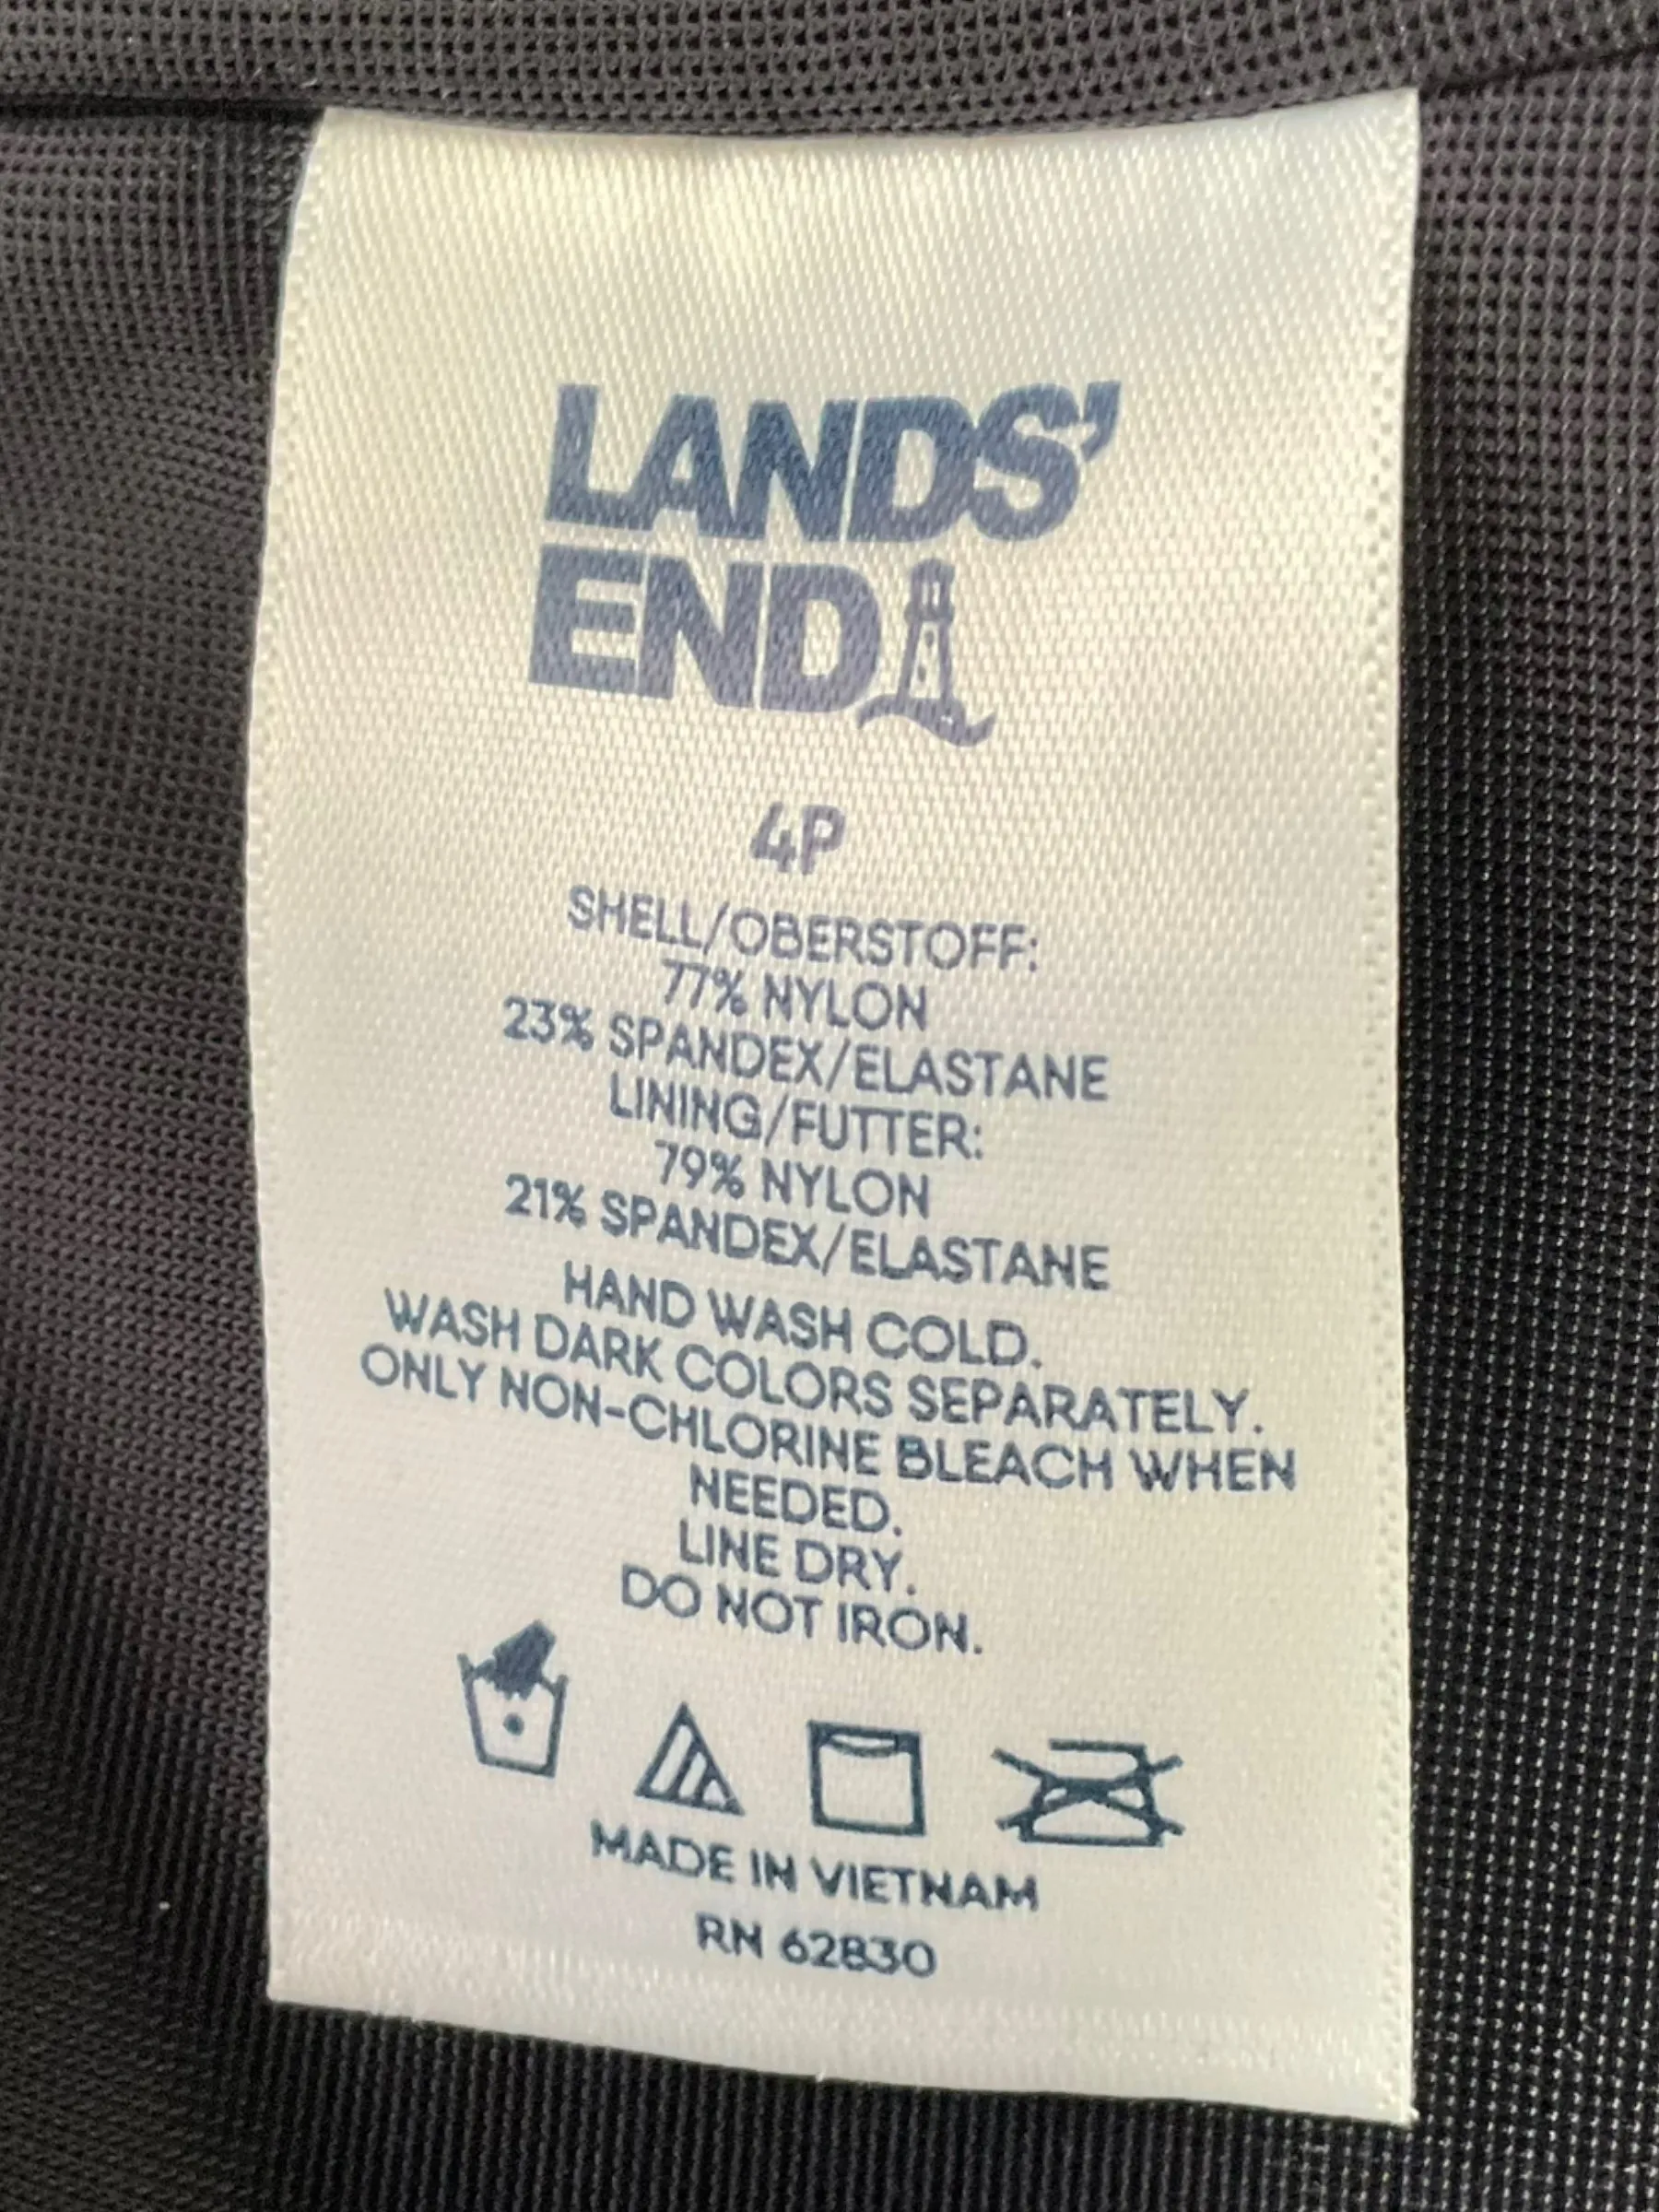 LANDS'
END
4P
SHELL/OBERSTOFF:
77% NYLON
23% SPANDEX/ELASTANE
LINING/FUTTER:
79% NYLON
21% SPANDEX/ELASTANE
HAND WASH COLD.
WASH DARK COLORS SEPARATELY.
ONLY NON-CHLORINE BLEACH WHEN
NEEDED.
LINE DRY.
DO NOT IRON.
MADE IN VIETNAM
RN 62830